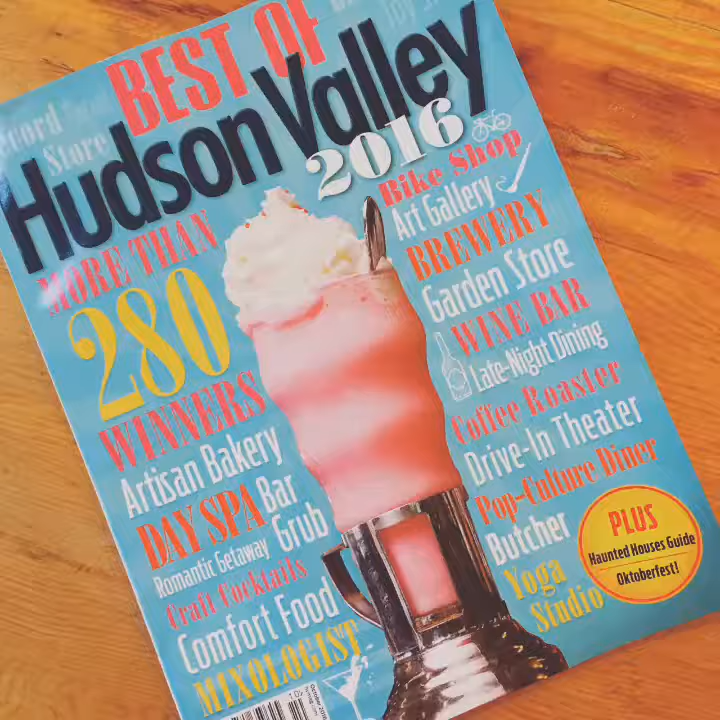 BEST OF
Hudson Valley
2016
Store
MORE THAN
280
WINNERS
Artisan Bakery
DAY SPA
Bar
Grub
Romantic Getaway
Craft Cocktails
Comfort Food
MIXOLOGIST
Bike Shop
Art Gallery
BREWERY
Garden Store
WINE BAR
Late-Night Dining
Coffee Roaster
Drive-In Theater
Pop-Culture Diner
Butcher
Yoga
Studio
PLUS
Haunted Houses Guide
Oktoberfest!